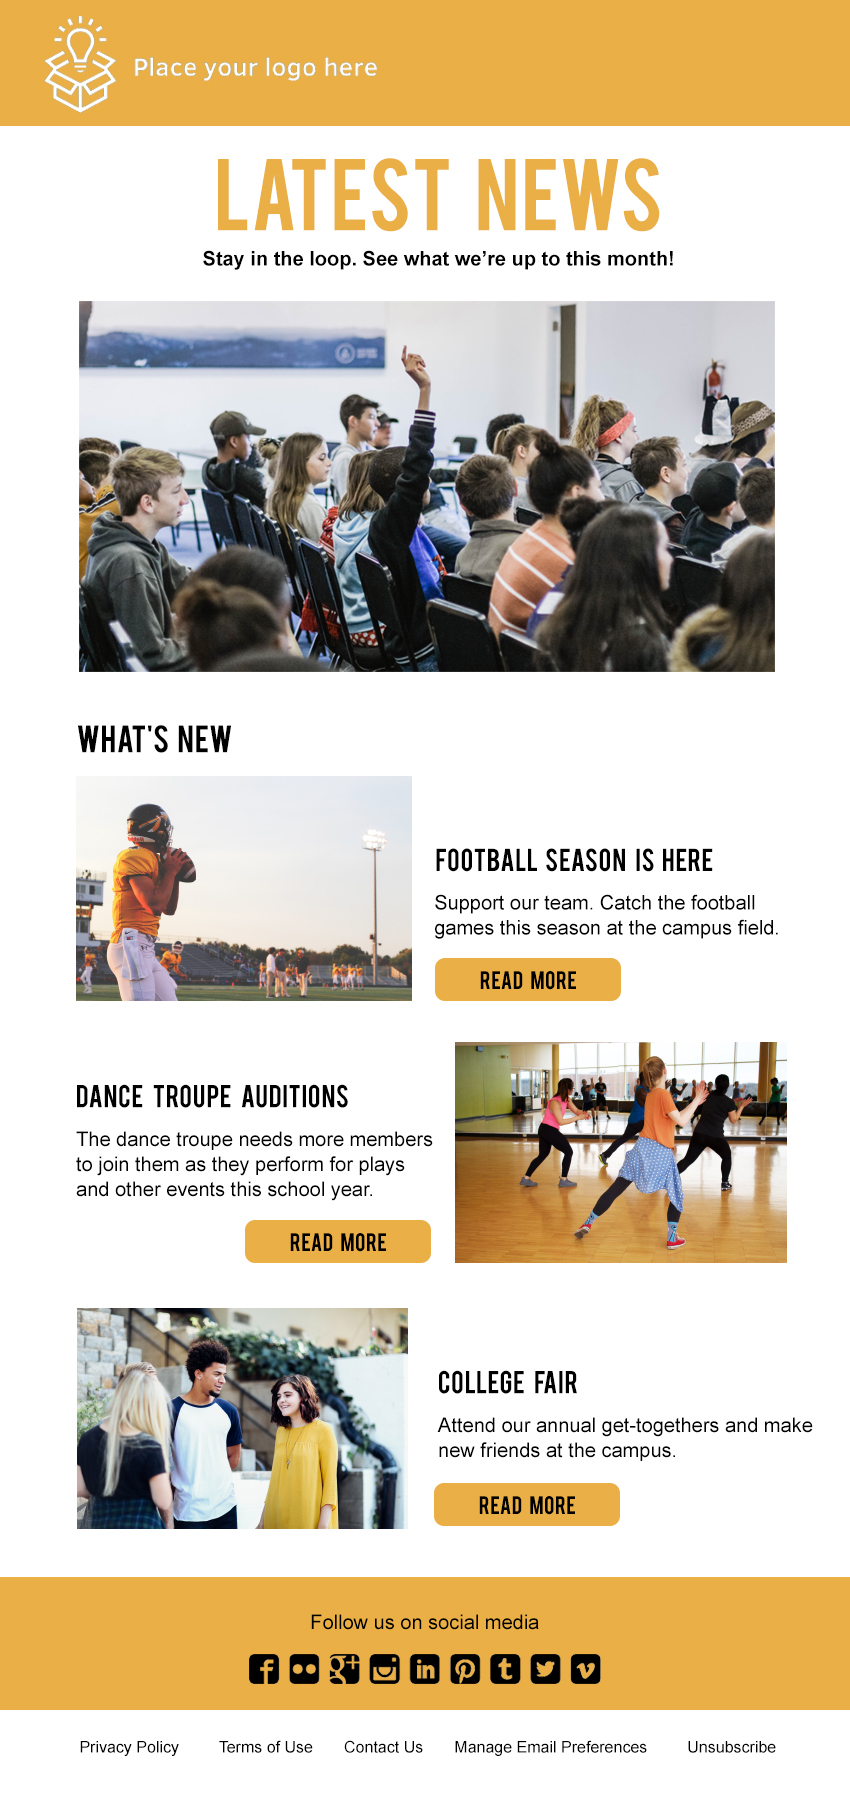 Place your logo here
LATEST NEWS
Stay in the loop. See what we’re up to this month!
WHAT'S NEW
FOOTBALL SEASON IS HERE
Support our team. Catch the football
games this season at the campus field.
READ MORE
DANCE TROUPE AUDITIONS
The dance troupe needs more members
to join them as they perform for plays
and other events this school year.
READ MORE
COLLEGE FAIR
Attend our annual get-togethers and make
new friends at the campus.
READ MORE
Follow us on social media
Privacy Policy Terms of Use Contact Us Manage Email Preferences Unsubscribe